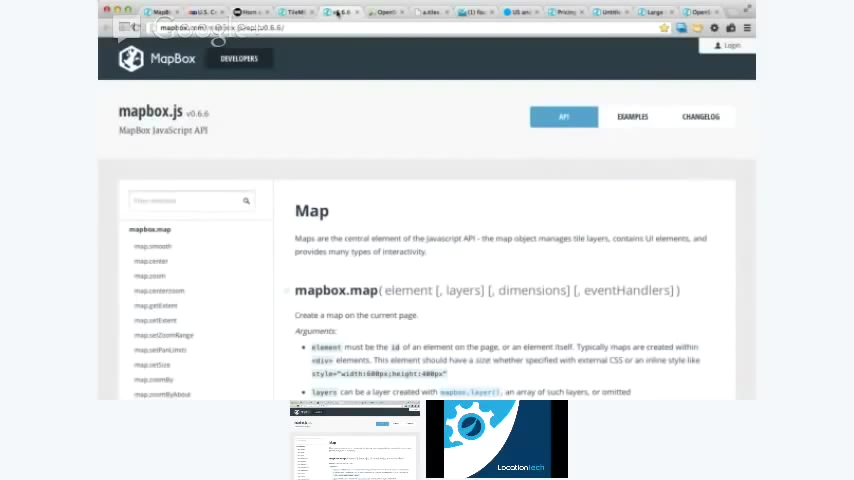 MapBox
DEVELOPERS
Login
mapbox.js v0.6.6
MapBox JavaScript API
API
EXAMPLES
CHANGELOG
mapbox.map
map.smooth
map.center
map.zoom
map.centerzoom
map.getExtent
map.setExtent
map.setZoomRange
map.setPanLimits
map.setSize
map.zoomBy
map.zoomByAbout
Map
Maps are the central element of the Javascript API - the map object manages tile layers, contains UI elements, and
provides many types of interactivity.
mapbox.map( element [, layers] [, dimensions] [, eventHandlers] )
Create a map on the current page.
Arguments:
• element must be the id of an element on the page, or an element itself. Typically maps are created within
<div> elements. This element should have a size whether specified with external CSS or an inline style like
style="width:600px;height:400px"
• layers can be a layer created with mapbox.layer(), an array of such layers, or omitted
LocationTech